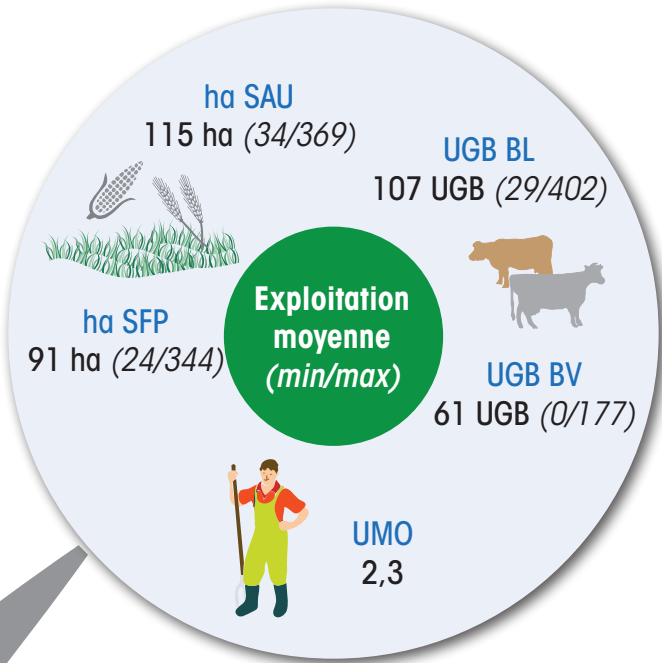 ha SAU
115 ha (34/369)
UGB BL
107 UGB (29/402)
Exploitation
moyenne
(min/max)
ha SFP
91 ha (24/344)
UGB BV
61 UGB (0/177)
UMO
2,3